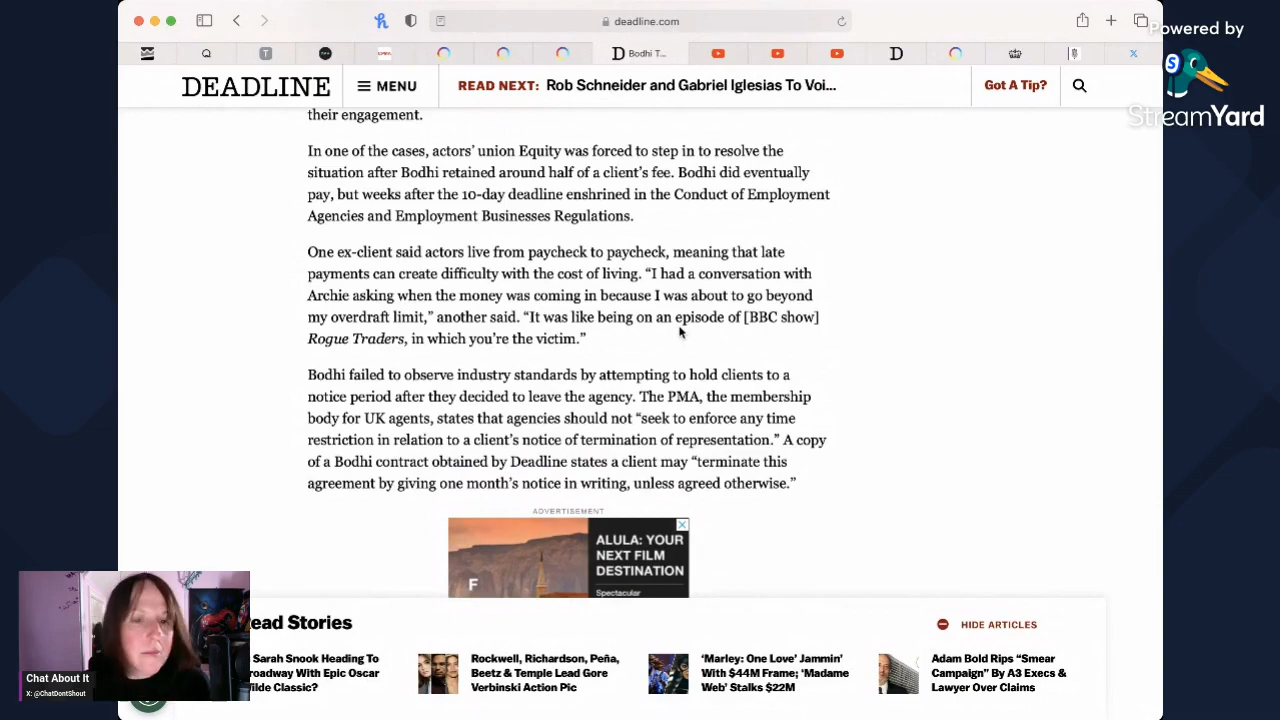 deadline.com
Powered by
D Bodhi T...
StreamYard
DEADLINE
MENU
READ NEXT: Rob Schneider and Gabriel Iglesias To Voi...
Got A Tip?
their engagement.
In one of the cases, actors’ union Equity was forced to step in to resolve the
situation after Bodhi retained around half of a client’s fee. Bodhi did eventually
pay, but weeks after the 10-day deadline enshrined in the Conduct of Employment
Agencies and Employment Businesses Regulations.
One ex-client said actors live from paycheck to paycheck, meaning that late
payments can create difficulty with the cost of living. “I had a conversation with
Archie asking when the money was coming in because I was about to go beyond
my overdraft limit,” another said. “It was like being on an episode of [BBC show]
Rogue Traders, in which you’re the victim.”
Bodhi failed to observe industry standards by attempting to hold clients to a
notice period after they decided to leave the agency. The PMA, the membership
body for UK agents, states that agencies should not “seek to enforce any time
restriction in relation to a client’s notice of termination of representation.” A copy
of a Bodhi contract obtained by Deadline states a client may “terminate this
agreement by giving one month’s notice in writing, unless agreed otherwise.”
ADVERTISEMENT
ALULA: YOUR
NEXT FILM
DESTINATION
F
Spectacular
ead Stories
HIDE ARTICLES
Sarah Snook Heading To
roadway With Epic Oscar
Vilde Classic?
Rockwell, Richardson, Peña,
Beetz & Temple Lead Gore
Verbinski Action Pic
‘Marley: One Love’ Jammin’
With $44M Frame; ‘Madame
Web’ Stalks $22M
Adam Bold Rips “Smear
Campaign” By A3 Execs &
Lawyer Over Claims
Chat About It
X: @ChatDontShout